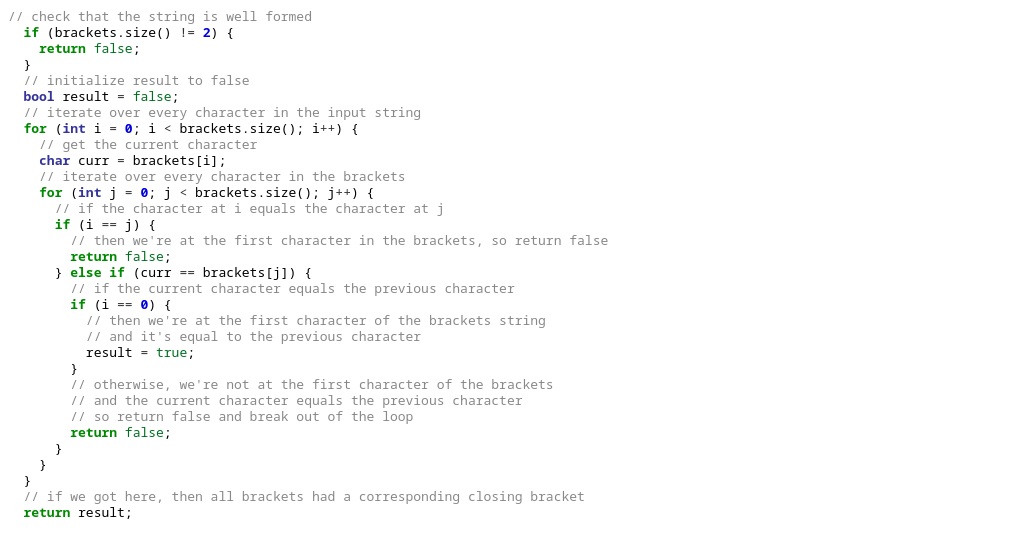 // check that the string is well formed
  if (brackets.size() != 2) {
    return false;
  }
  // initialize result to false
  bool result = false;
  // iterate over every character in the input string
  for (int i = 0; i < brackets.size(); i++) {
    // get the current character
    char curr = brackets[i];
    // iterate over every character in the brackets
    for (int j = 0; j < brackets.size(); j++) {
      // if the character at i equals the character at j
      if (i == j) {
        // then we're at the first character in the brackets, so return false
        return false;
      } else if (curr == brackets[j]) {
        // if the current character equals the previous character
        if (i == 0) {
          // then we're at the first character of the brackets string
          // and it's equal to the previous character
          result = true;
        }
        // otherwise, we're not at the first character of the brackets
        // and the current character equals the previous character
        // so return false and break out of the loop
        return false;
      }
    }
  }
  // if we got here, then all brackets had a corresponding closing bracket
  return result;